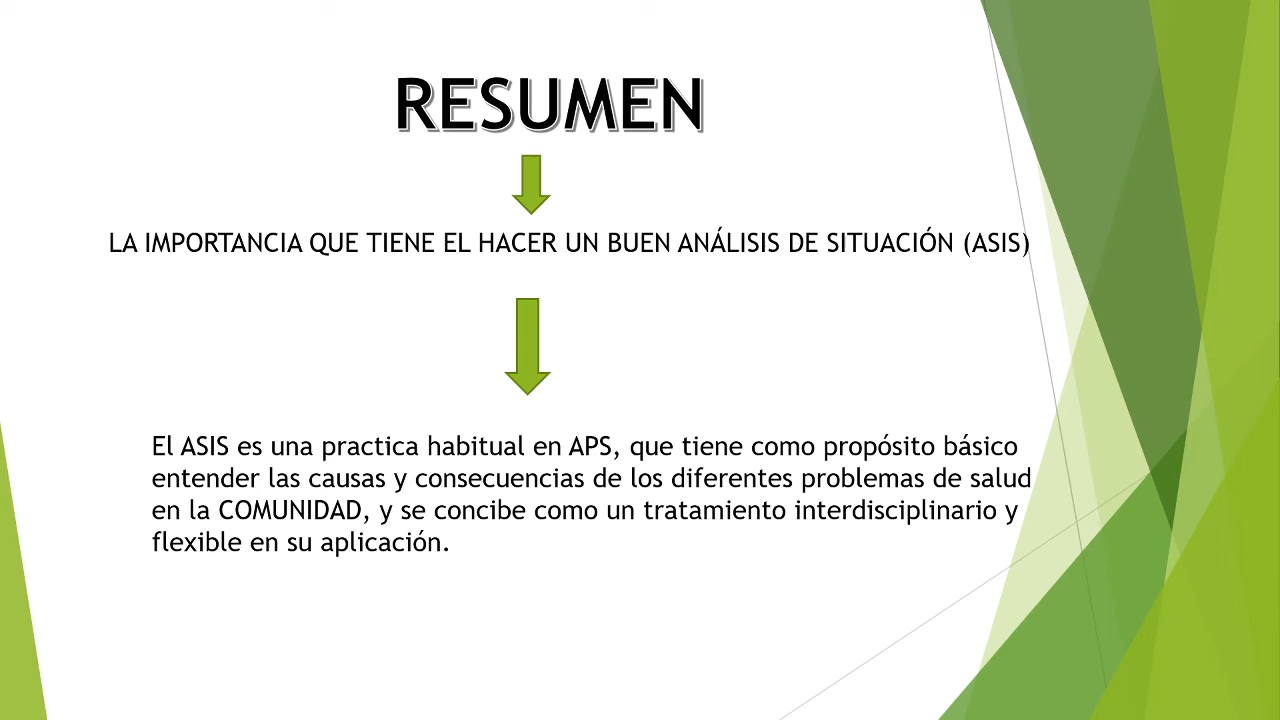 RESUMEN
LA IMPORTANCIA QUE TIENE EL HACER UN BUEN ANÁLISIS DE SITUACIÓN (ASIS)
El ASIS es una practica habitual en APS, que tiene como propósito básico
entender las causas y consecuencias de los diferentes problemas de salud
en la COMUNIDAD, y se concibe como un tratamiento interdisciplinario y
flexible en su aplicación.